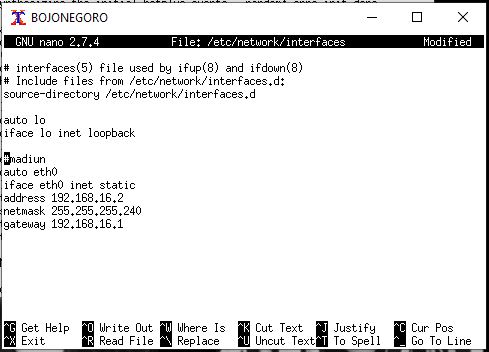 BOJONEGORO
GNU nano 2.7.4 File: /etc/network/interfaces Modified
# interfaces(5) file used by ifup(8) and ifdown(8)
# Include files from /etc/network/interfaces.d:
source-directory /etc/network/interfaces.d
auto lo
iface lo inet loopback
#madiun
auto eth0
iface eth0 inet static
address 192.168.16.2
netmask 255.255.255.240
gateway 192.168.16.1
^G Get Help ^O Write Out ^W Where Is ^K Cut Text ^J Justify ^C Cur Pos
^X Exit ^R Read File ^\ Replace ^U Uncut Text ^T To Spell ^_ Go To Line